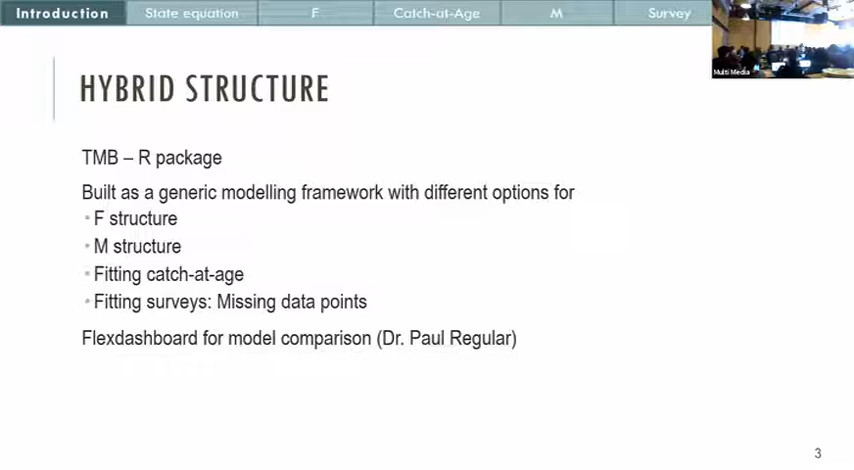 Introduction
State equation
F
Catch-at-Age
M
Survey
Multi Media
HYBRID STRUCTURE
TMB – R package
Built as a generic modelling framework with different options for
F structure
M structure
Fitting catch-at-age
Fitting surveys: Missing data points
Flexdashboard for model comparison (Dr. Paul Regular)
3